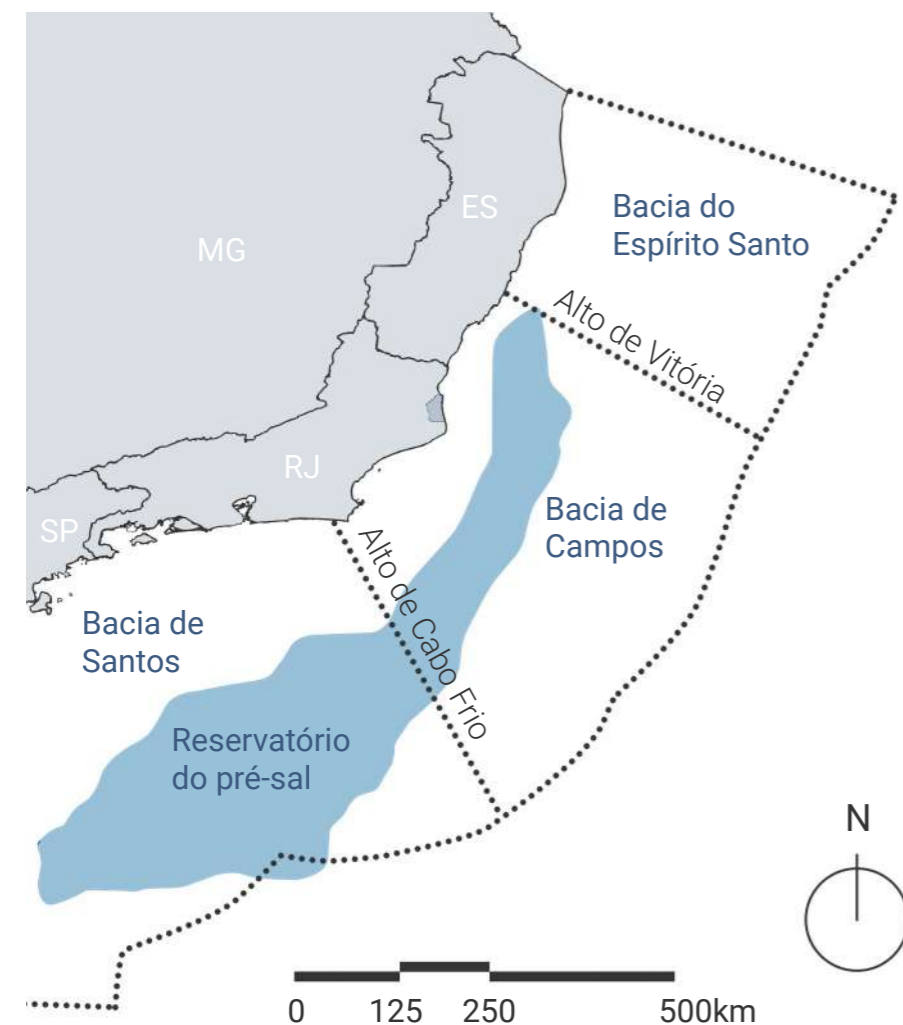 ES
Bacia do
Espírito Santo
MG
Alto de Vitória
RJ
Bacia de
Campos
SP
Alto de Cabo Frio
Bacia de
Santos
Reservatório
do pré-sal
N
0 125 250 500km